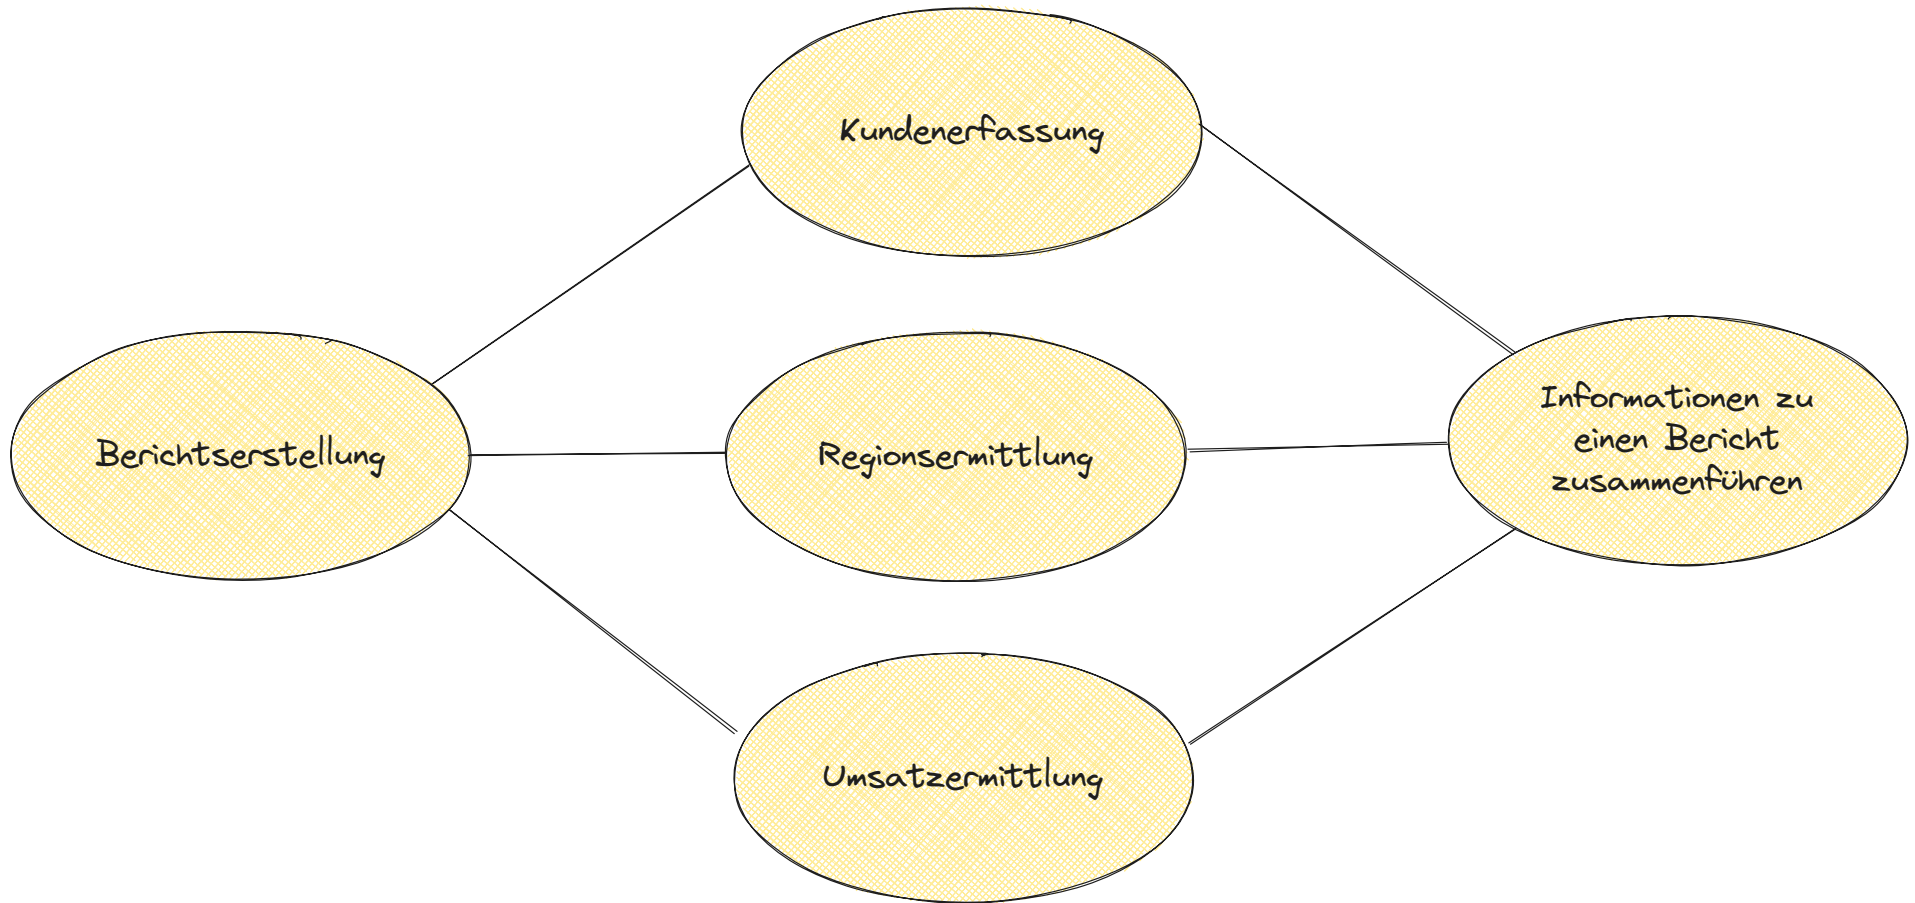 Kundenerfassung
Berichtserstellung
Regionsermittlung
Informationen zu
einen Bericht
zusammenführen
Umsatzermittlung